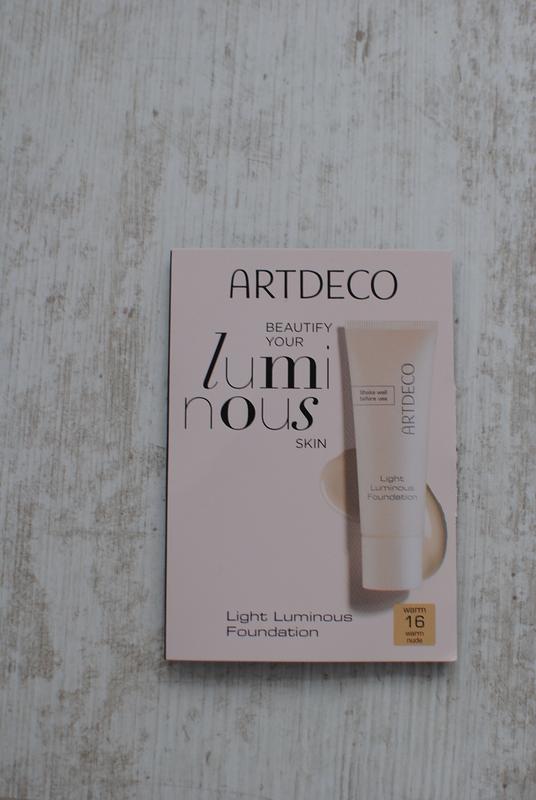 ARTDECO
BEAUTIFY
YOUR
lumi
nous
SKIN
Shake well
before use
ARTDECO
Light
Luminous
Foundation
Light Luminous
Foundation
warm
16
warm
nude